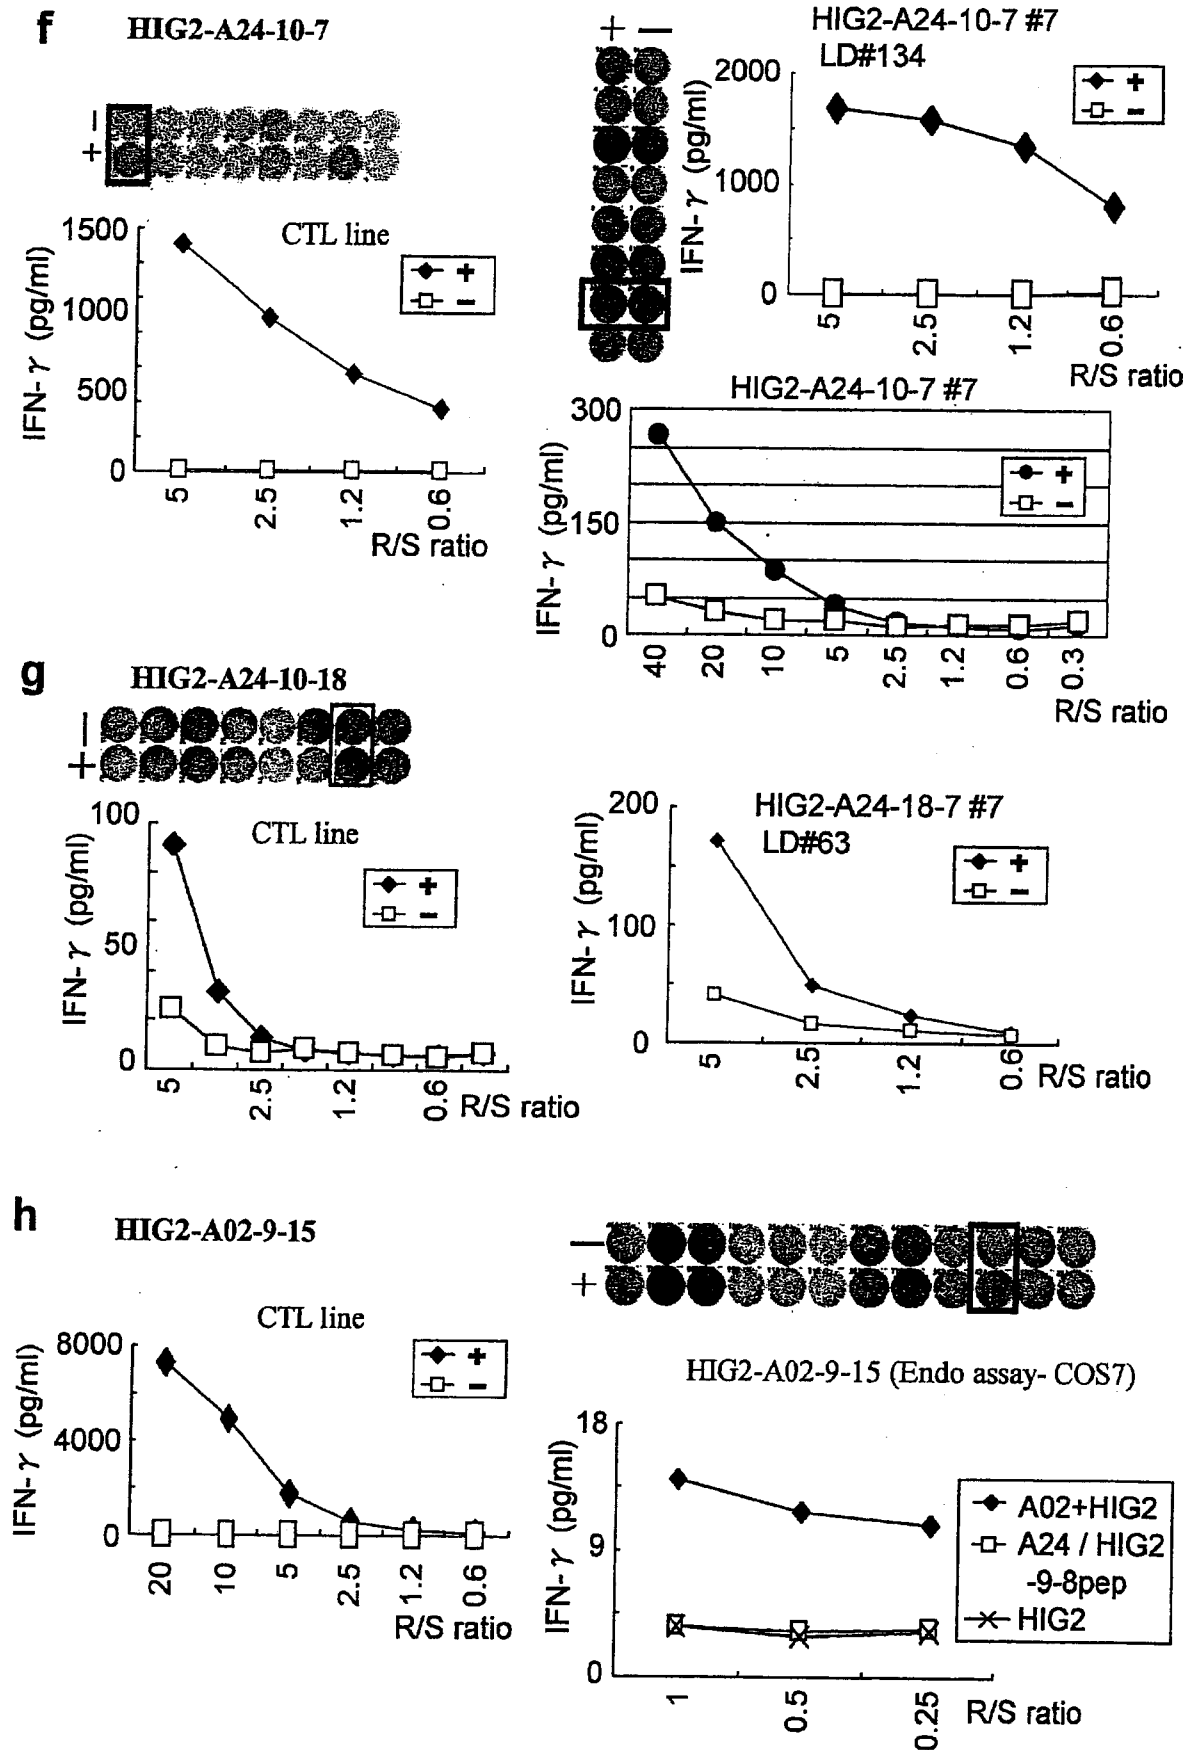 f
HIG2-A24-10-7
−
+
CTL line
IFN-γ (pg/ml)
1500
1000
500
0
+
−
5 2.5 1.2 0.6
R/S ratio
+ −
HIG2-A24-10-7 #7
LD#134
IFN-γ (pg/ml)
2000
1000
0
+
−
5 2.5 1.2 0.6
R/S ratio
HIG2-A24-10-7 #7
IFN-γ (pg/ml)
300
150
0
+
−
40 20 10 5 2.5 1.2 0.6 0.3
R/S ratio
g
HIG2-A24-10-18
−
+
CTL line
IFN-γ (pg/ml)
100
50
0
+
−
5 2.5 1.2 0.6 R/S ratio
HIG2-A24-18-7 #7
LD#63
IFN-γ (pg/ml)
200
100
0
+
−
5 2.5 1.2 0.6 R/S ratio
h
HIG2-A02-9-15
CTL line
IFN-γ (pg/ml)
8000
4000
0
+
−
20 10 5 2.5 1.2 0.6
R/S ratio
−
+
HIG2-A02-9-15 (Endo assay- COS7)
IFN-γ (pg/ml)
18
9
0
A02+HIG2
A24 / HIG2
-9-8pep
HIG2
1 0.5 0.25 R/S ratio